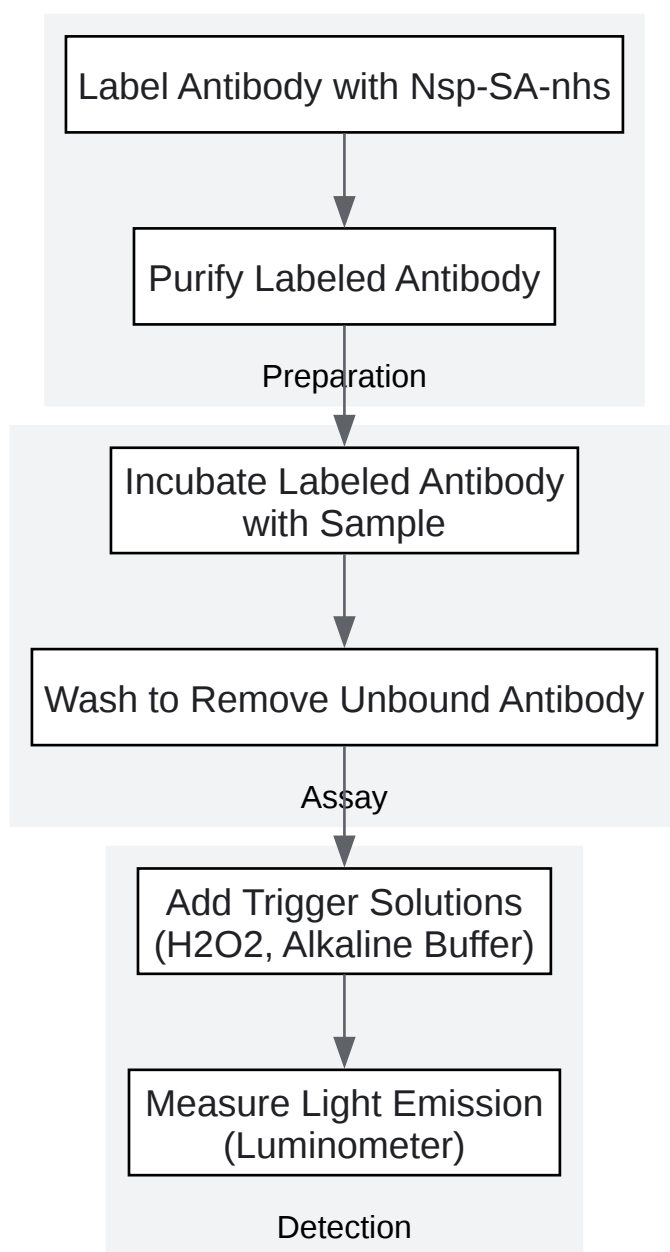 Label Antibody with Nsp-SA-nhs
Purify Labeled Antibody
Preparation
Incubate Labeled Antibody
with Sample
Wash to Remove Unbound Antibody
Assay
Add Trigger Solutions
(H2O2, Alkaline Buffer)
Measure Light Emission
(Luminometer)
Detection